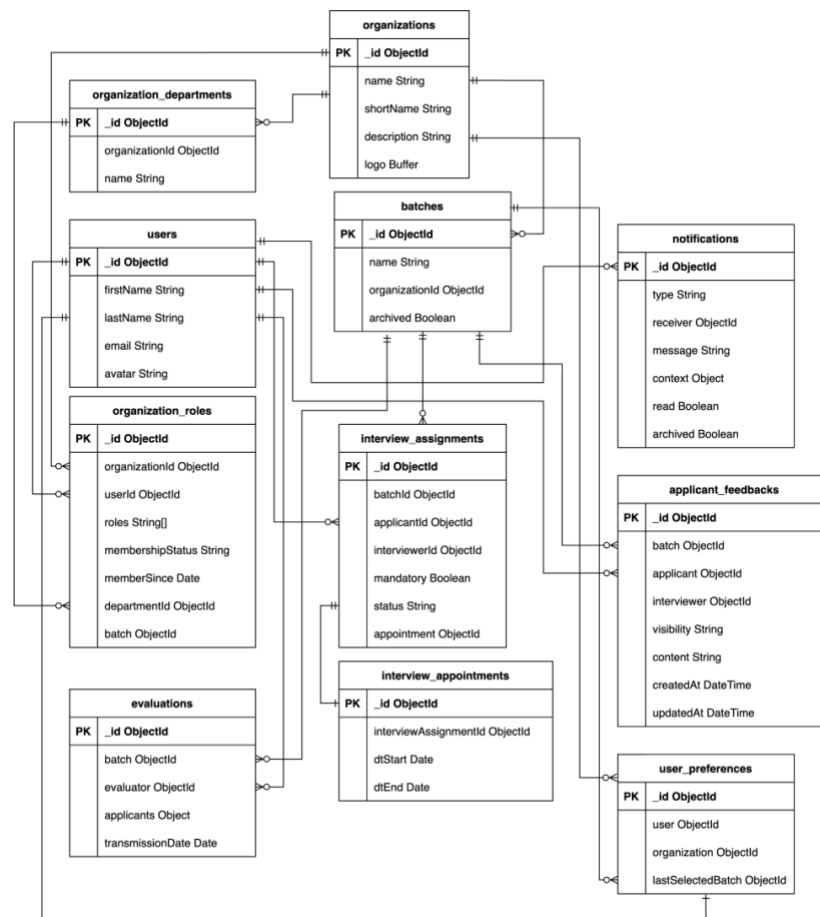 organizations
PK _id ObjectId
name String
shortName String
description String
logo Buffer
organization_departments
PK _id ObjectId
organizationId ObjectId
name String
batches
PK _id ObjectId
name String
organizationId ObjectId
archived Boolean
users
PK _id ObjectId
firstName String
lastName String
email String
avatar String
notifications
PK _id ObjectId
type String
receiver ObjectId
message String
context Object
read Boolean
archived Boolean
organization_roles
PK _id ObjectId
organizationId ObjectId
userId ObjectId
roles String[]
membershipStatus String
memberSince Date
departmentId ObjectId
batch ObjectId
interview_assignments
PK _id ObjectId
batchId ObjectId
applicantId ObjectId
interviewerId ObjectId
mandatory Boolean
status String
appointment ObjectId
applicant_feedbacks
PK _id ObjectId
batch ObjectId
applicant ObjectId
interviewer ObjectId
visibility String
content String
createdAt DateTime
updatedAt DateTime
interview_appointments
PK _id ObjectId
interviewAssignmentId ObjectId
dtStart Date
dtEnd Date
evaluations
PK _id ObjectId
batch ObjectId
evaluator ObjectId
applicants Object
transmissionDate Date
user_preferences
PK _id ObjectId
user ObjectId
organization ObjectId
lastSelectedBatch ObjectId